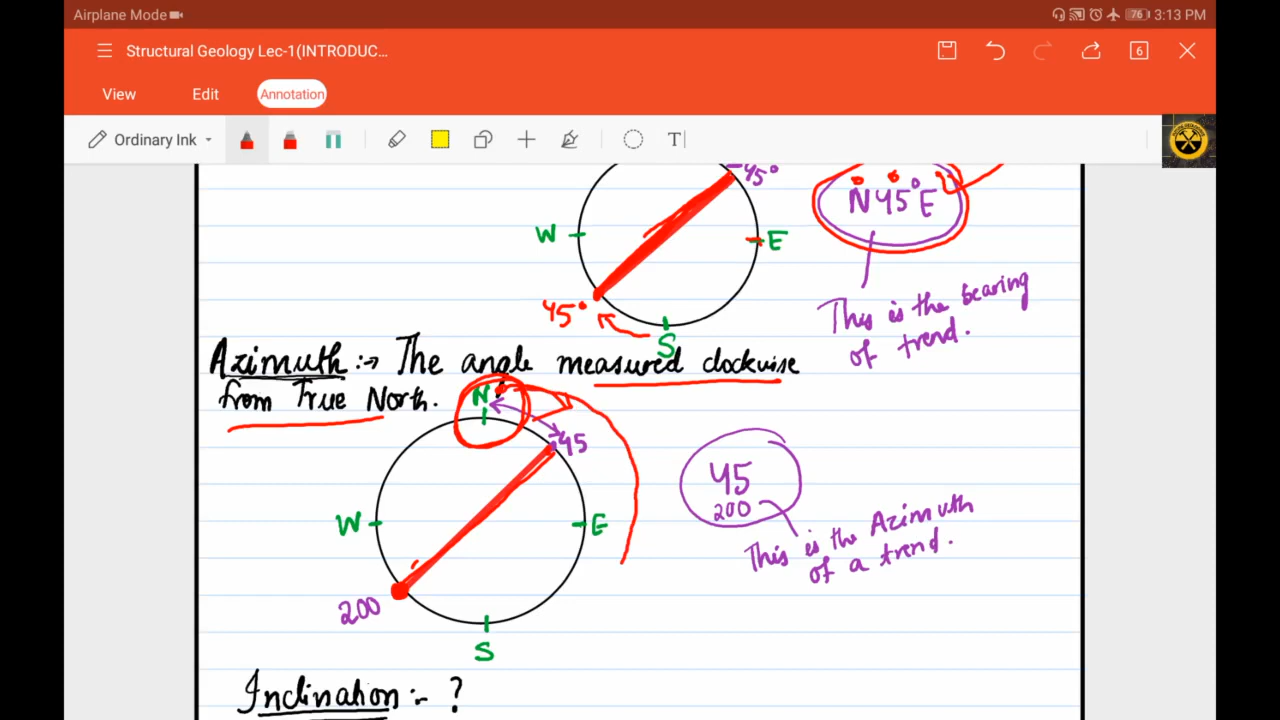 Airplane Mode
76 3:13 PM
Structural Geology Lec-1(INTRODUC...
6
View Edit Annotation
Ordinary Ink
T
45°
N45°E
W E
45°
S
This is the bearing
of trend.
Azimuth :→ The angle measured clockwise
from True North.
N
45
45
200
W E
This is the Azimuth
of a trend.
200
S
Inclination :- ?